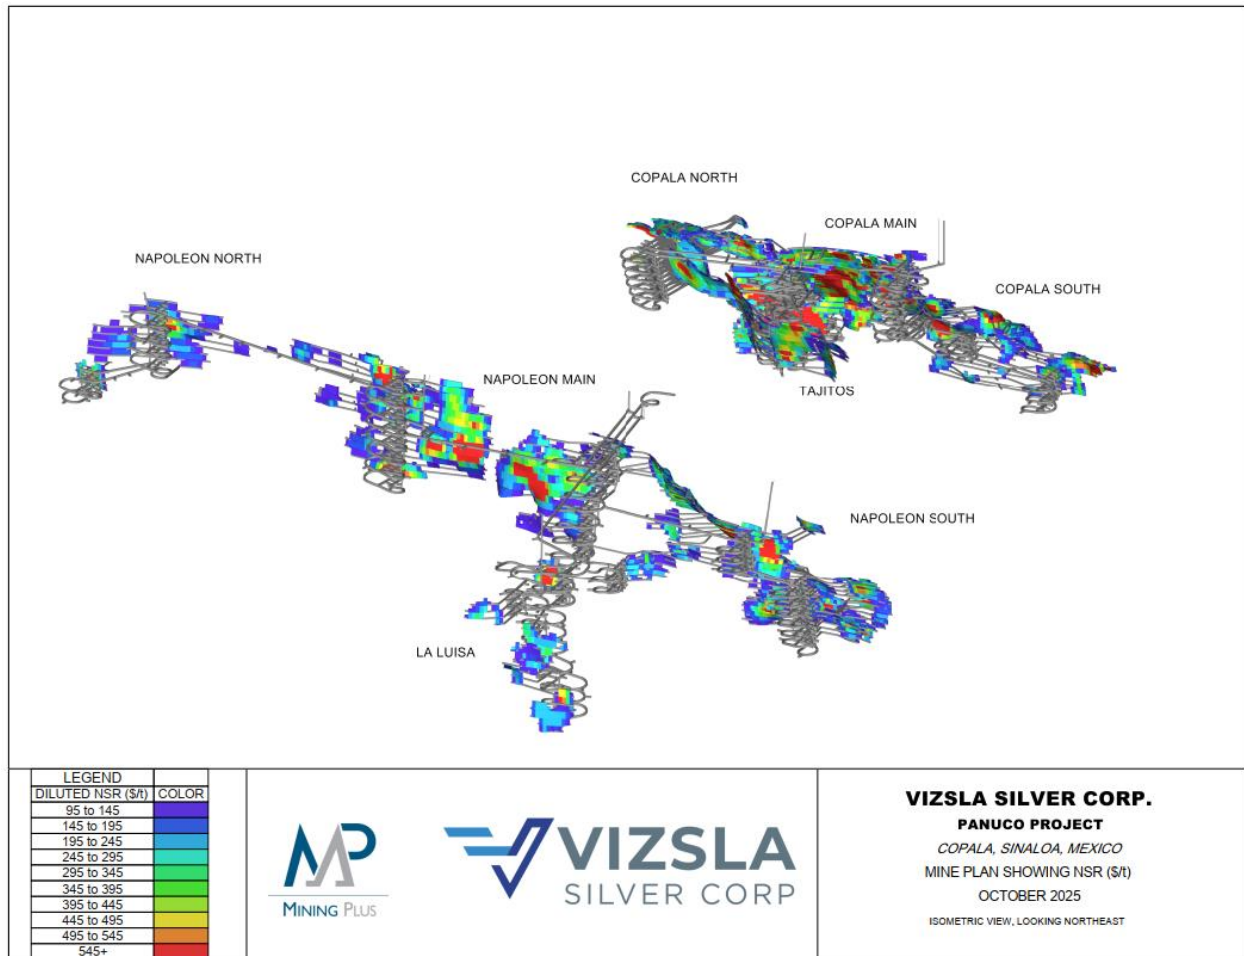 COPALA NORTH
COPALA MAIN
NAPOLEON NORTH
COPALA SOUTH
NAPOLEON MAIN
TAJITOS
NAPOLEON SOUTH
LA LUISA
LEGEND
DILUTED NSR ($/t) COLOR
95 to 145
145 to 195
195 to 245
245 to 295
295 to 345
345 to 395
395 to 445
445 to 495
495 to 545
545+
MP
MINING PLUS
VIZSLA
SILVER CORP
VIZSLA SILVER CORP.
PANUCO PROJECT
COPALA, SINALOA, MEXICO
MINE PLAN SHOWING NSR ($/t)
OCTOBER 2025
ISOMETRIC VIEW, LOOKING NORTHEAST